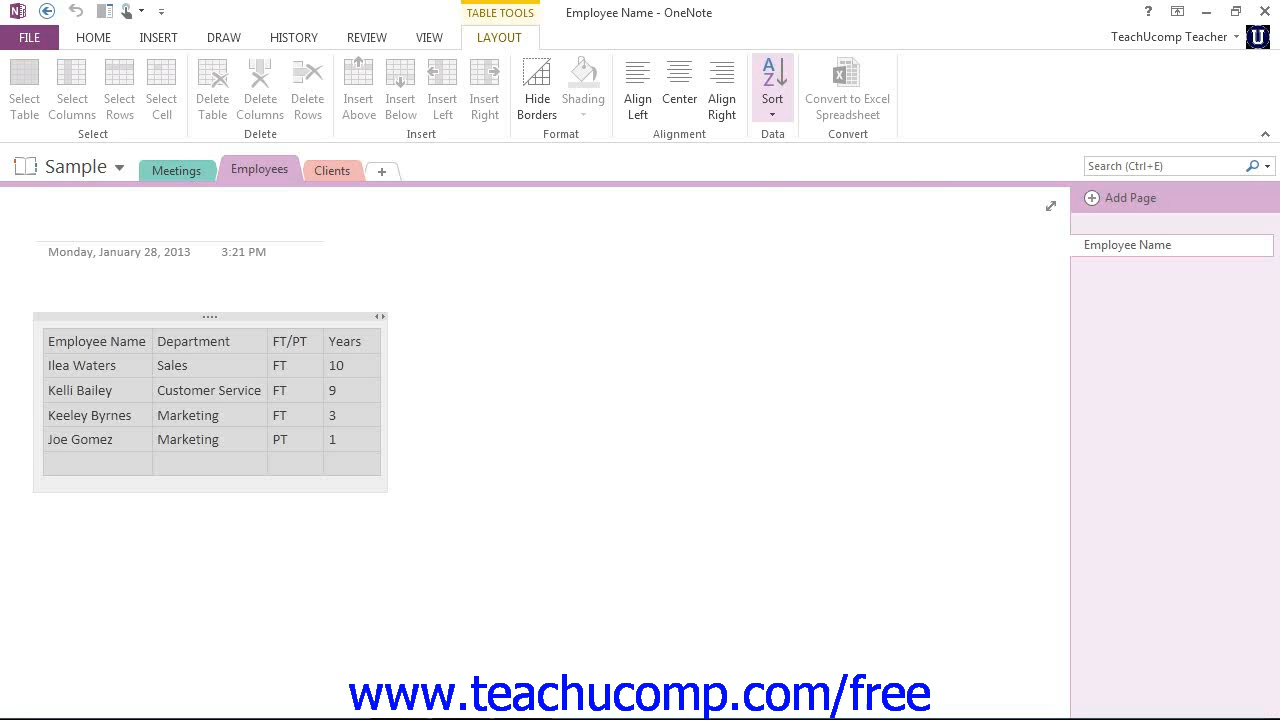 TABLE TOOLS
Employee Name - OneNote
?
FILE HOME INSERT DRAW HISTORY REVIEW VIEW LAYOUT
TeachUcomp Teacher
U
Select Table
Select Columns
Select Rows
Select Cell
Select
Delete Table
Delete Columns
Delete Rows
Delete
Insert Above
Insert Below
Insert Left
Insert Right
Insert
Hide Borders
Shading
Format
Align Left
Center
Align Right
Alignment
A Z
Sort
Data
Convert to Excel Spreadsheet
Convert
Sample
Meetings
Employees
Clients
+
Search (Ctrl+E)
Add Page
Employee Name
Monday, January 28, 2013 3:21 PM
Employee Name Department FT/PT Years
Ilea Waters Sales FT 10
Kelli Bailey Customer Service FT 9
Keeley Byrnes Marketing FT 3
Joe Gomez Marketing PT 1
www.teachucomp.com/free